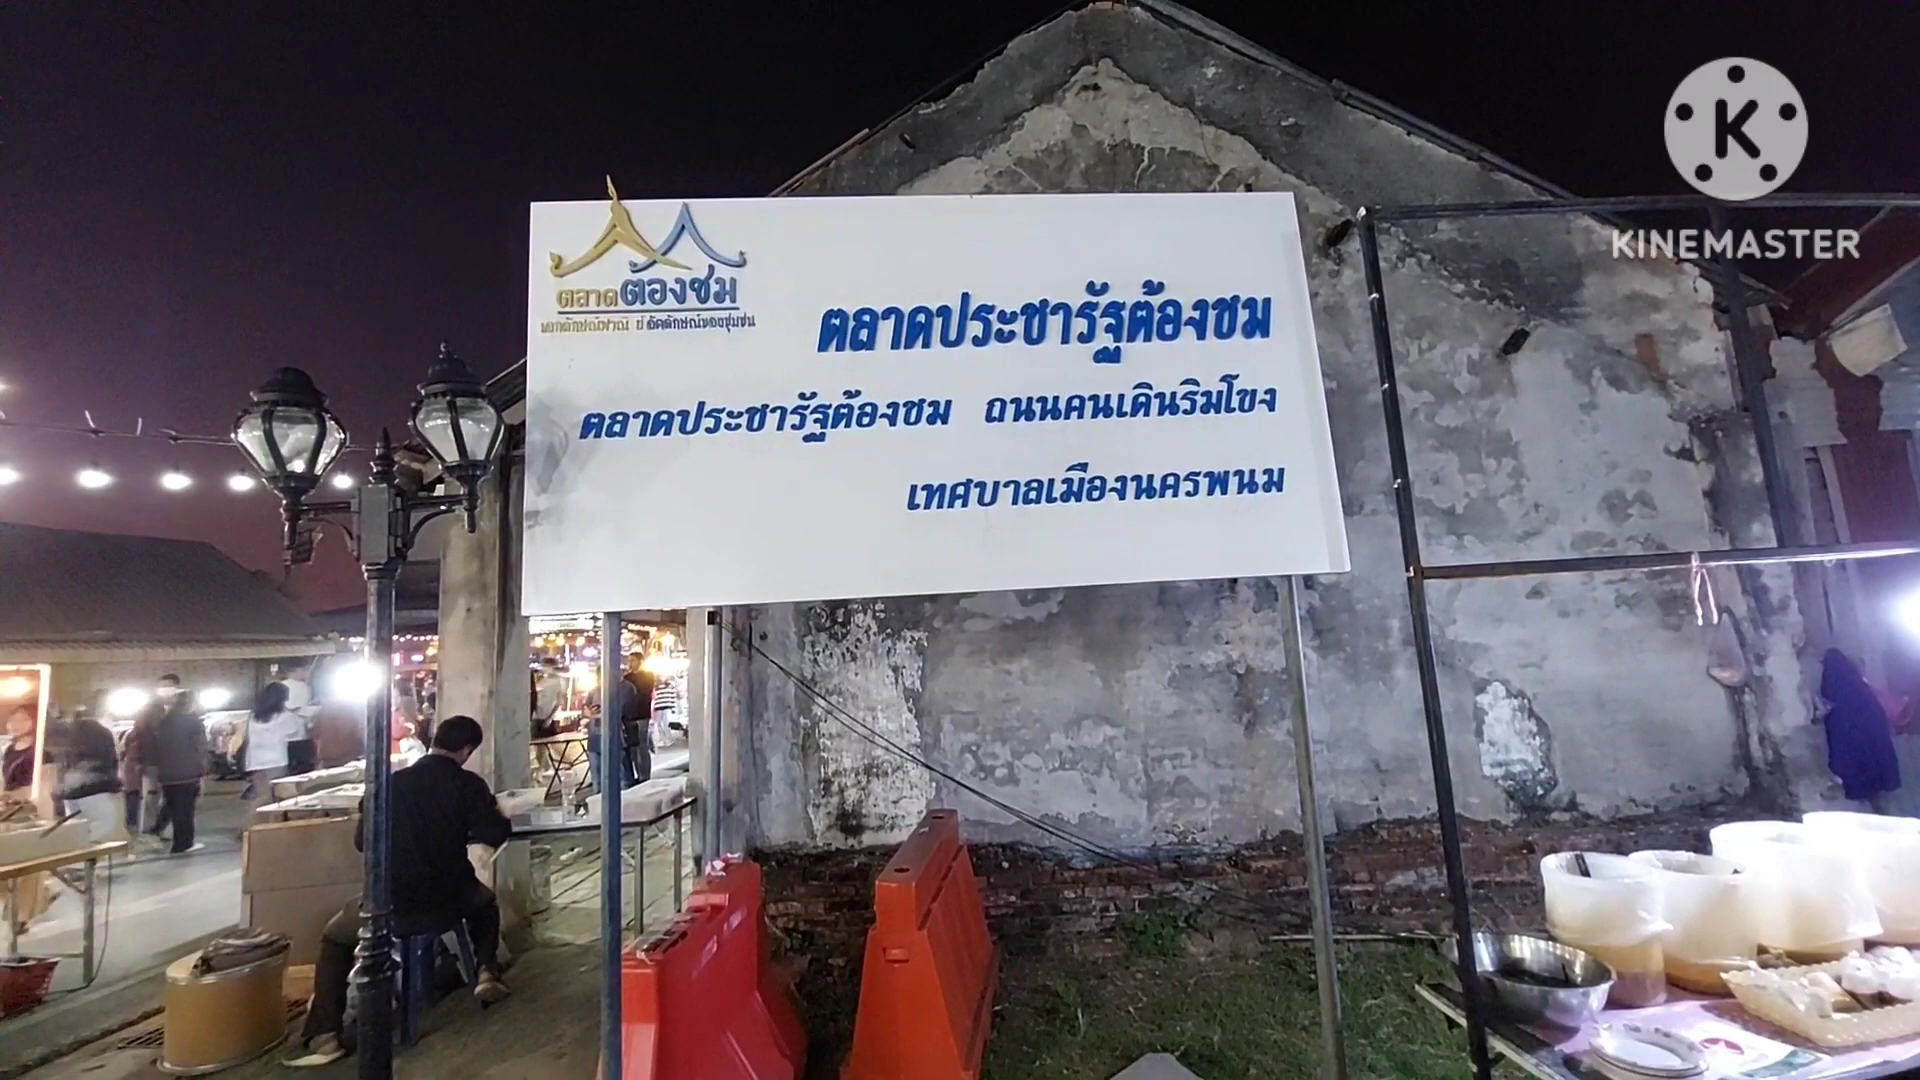 ตลาดต้องชม
ตลาดประชารัฐต้องชม
ตลาดประชารัฐต้องชม ถนนคนเดินริมโขง
เทศบาลเมืองนครพนม
KINEMASTER